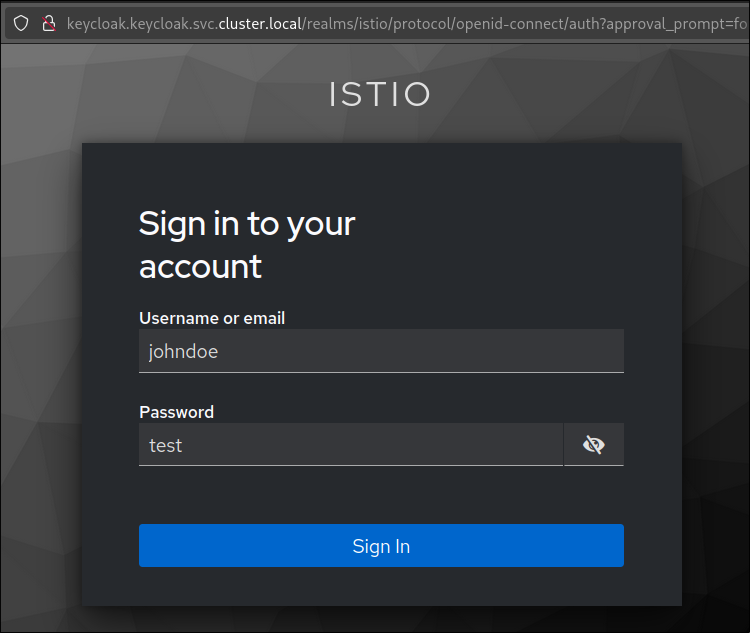 keycloak.keycloak.svc.cluster.local/realms/istio/protocol/openid-connect/auth?approval_prompt=fo
ISTIO
Sign in to your
account
Username or email
johndoe
Password
test
Sign In